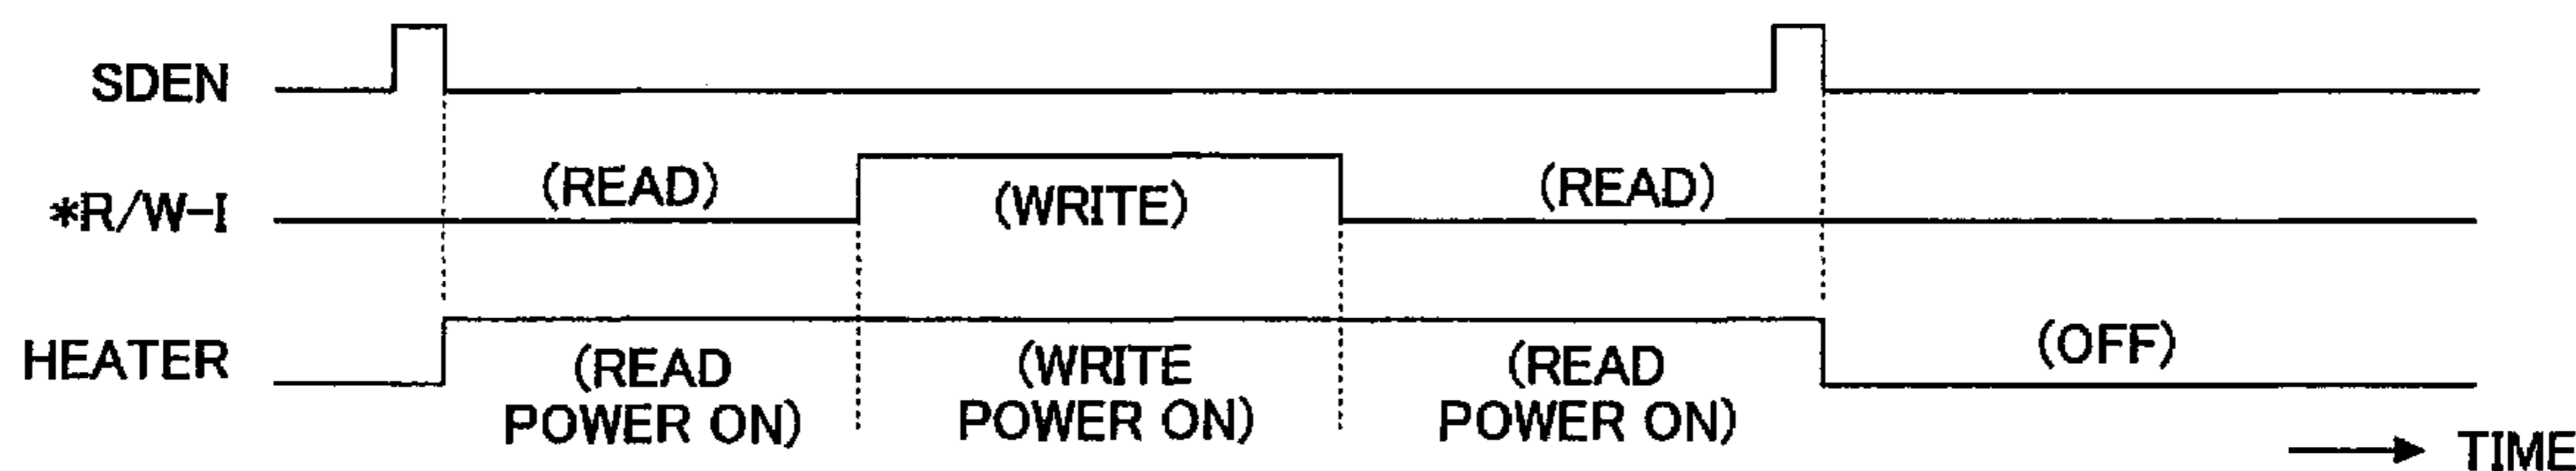 SDEN
*R/W-I
(READ)
(WRITE)
(READ)
HEATER
(READ
POWER ON)
(WRITE
POWER ON)
(READ
POWER ON)
(OFF)
TIME